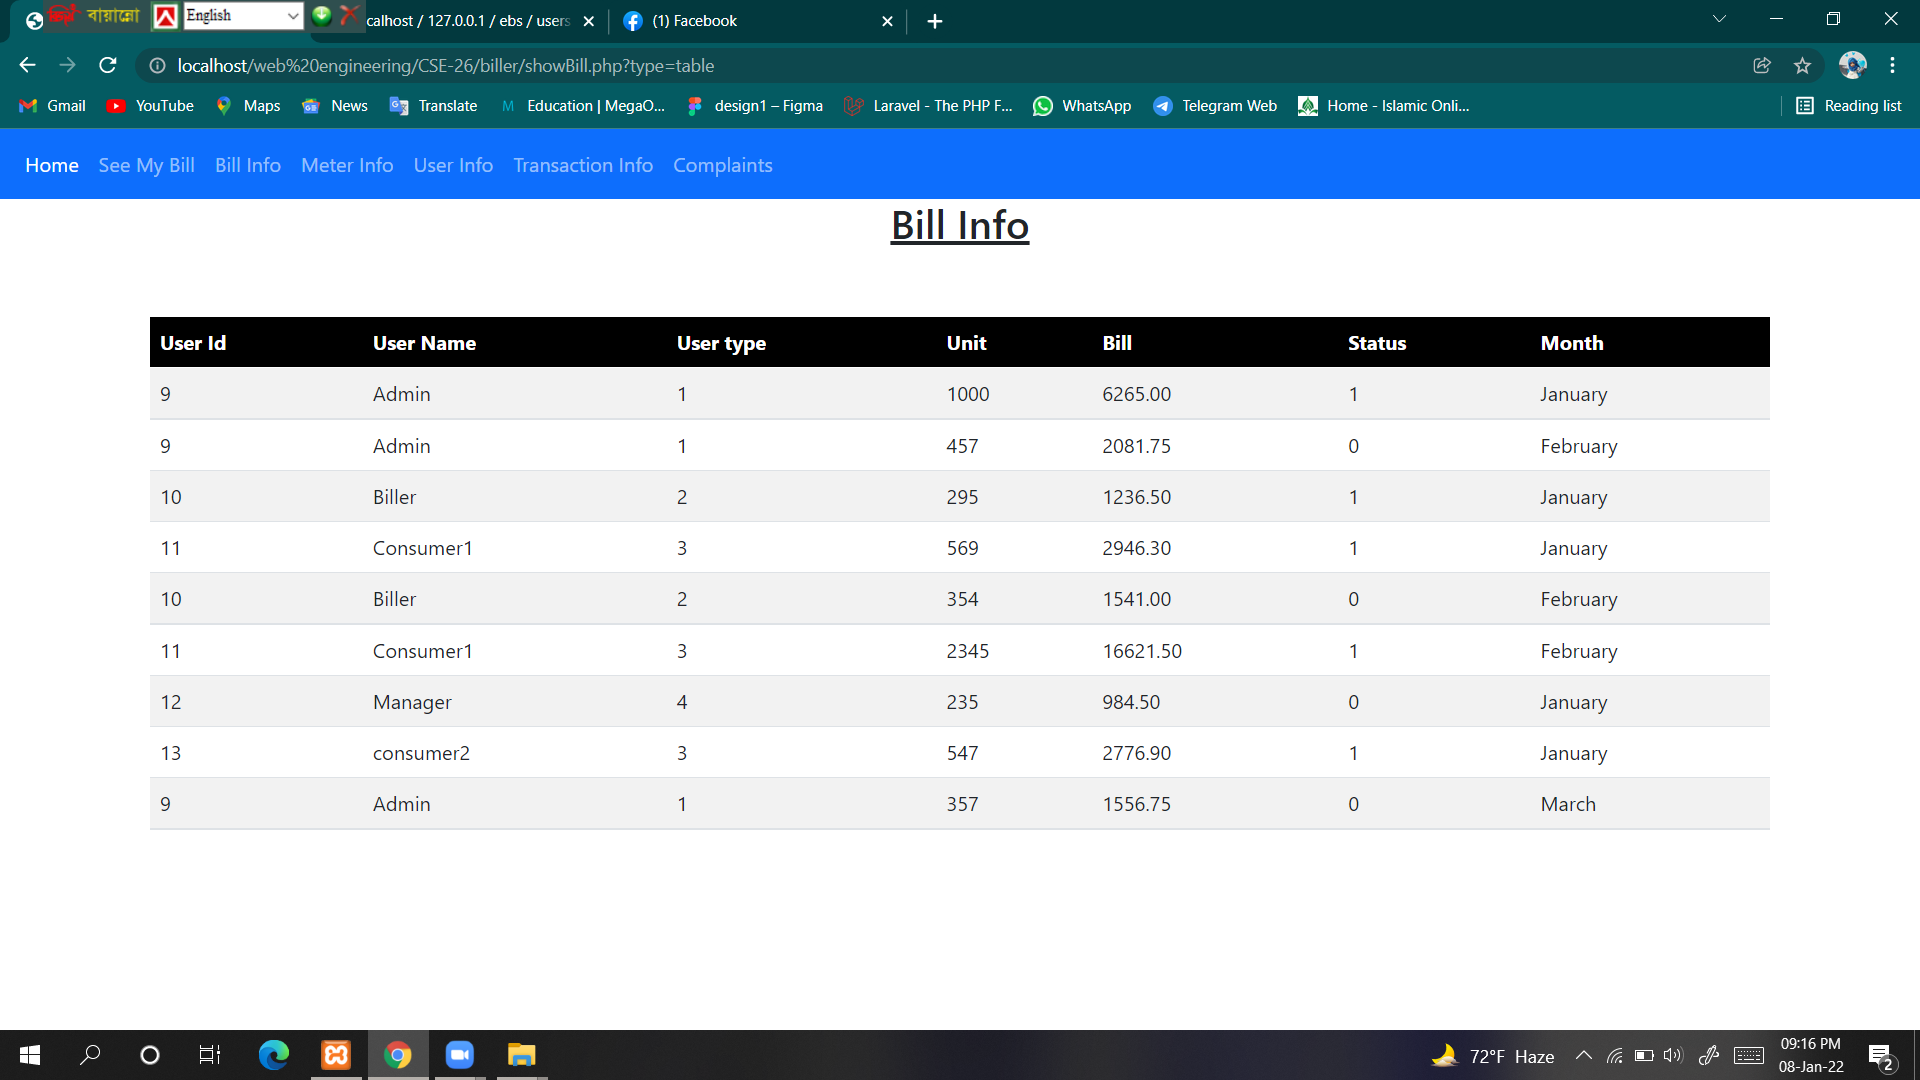 বায়ান্নো English
calhost / 127.0.0.1 / ebs / users
(1) Facebook
localhost/web%20engineering/CSE-26/biller/showBill.php?type=table
Gmail YouTube Maps News Translate Education | MegaO... design1 – Figma Laravel - The PHP F... WhatsApp Telegram Web Home - Islamic Onli... Reading list
Home See My Bill Bill Info Meter Info User Info Transaction Info Complaints
Bill Info
User Id User Name User type Unit Bill Status Month
9 Admin 1 1000 6265.00 1 January
9 Admin 1 457 2081.75 0 February
10 Biller 2 295 1236.50 1 January
11 Consumer1 3 569 2946.30 1 January
10 Biller 2 354 1541.00 0 February
11 Consumer1 3 2345 16621.50 1 February
12 Manager 4 235 984.50 0 January
13 consumer2 3 547 2776.90 1 January
9 Admin 1 357 1556.75 0 March
72°F Haze
09:16 PM
08-Jan-22
2